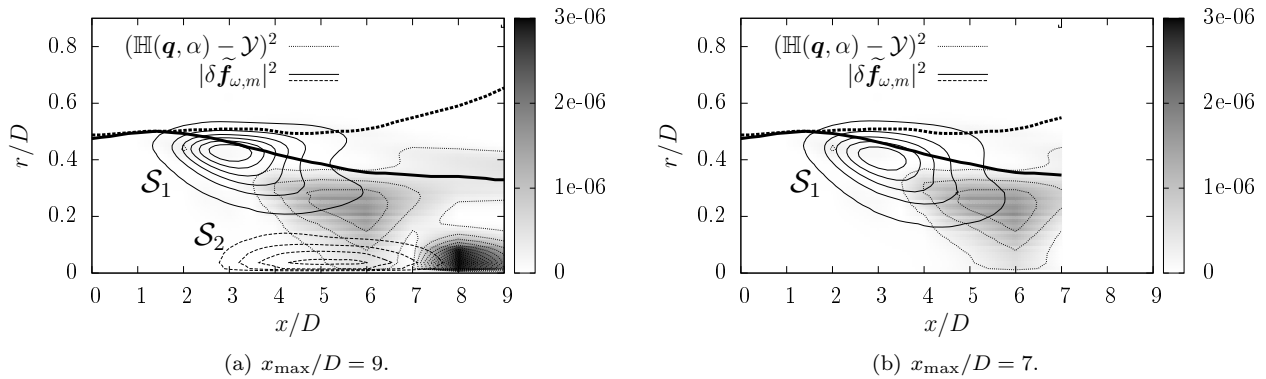 0.8
0.6
0.4
0.2
0
r/D
(ℍ(q, α) − 𝒴)²
|δf̃_{ω,m}|²
𝒮₁
𝒮₂
0 1 2 3 4 5 6 7 8 9
x/D
3e-06
2e-06
1e-06
0
(a) x_max/D = 9.
0.8
0.6
0.4
0.2
0
r/D
(ℍ(q, α) − 𝒴)²
|δf̃_{ω,m}|²
𝒮₁
0 1 2 3 4 5 6 7 8 9
x/D
3e-06
2e-06
1e-06
0
(b) x_max/D = 7.